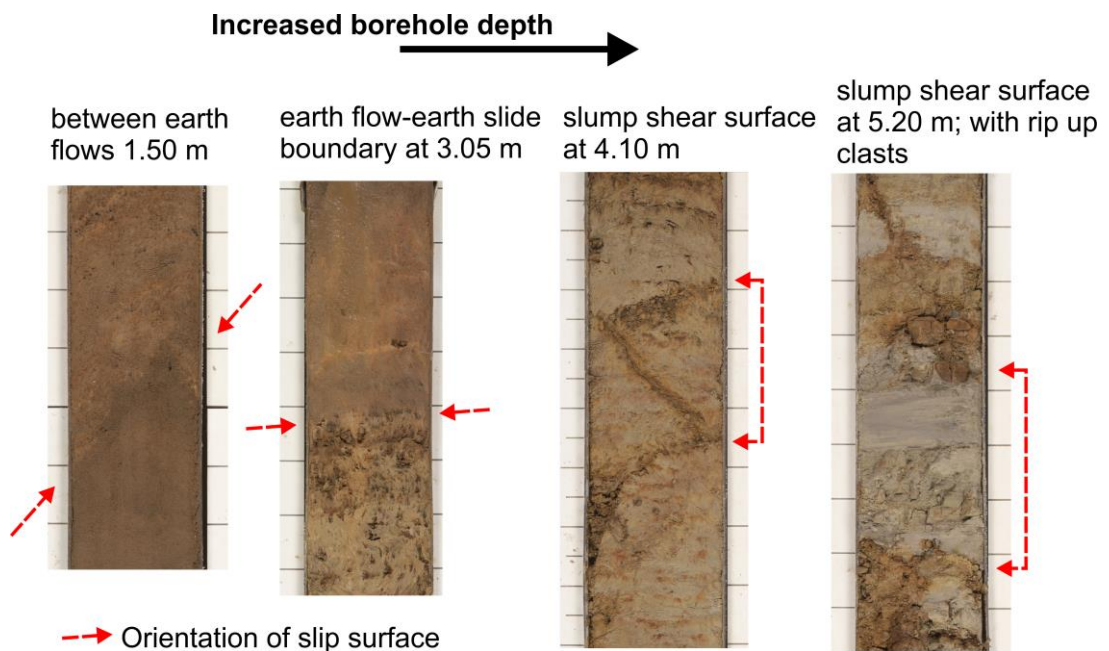 Increased borehole depth
between earth
flows 1.50 m
earth flow-earth slide
boundary at 3.05 m
slump shear surface
at 4.10 m
slump shear surface
at 5.20 m; with rip up
clasts
Orientation of slip surface